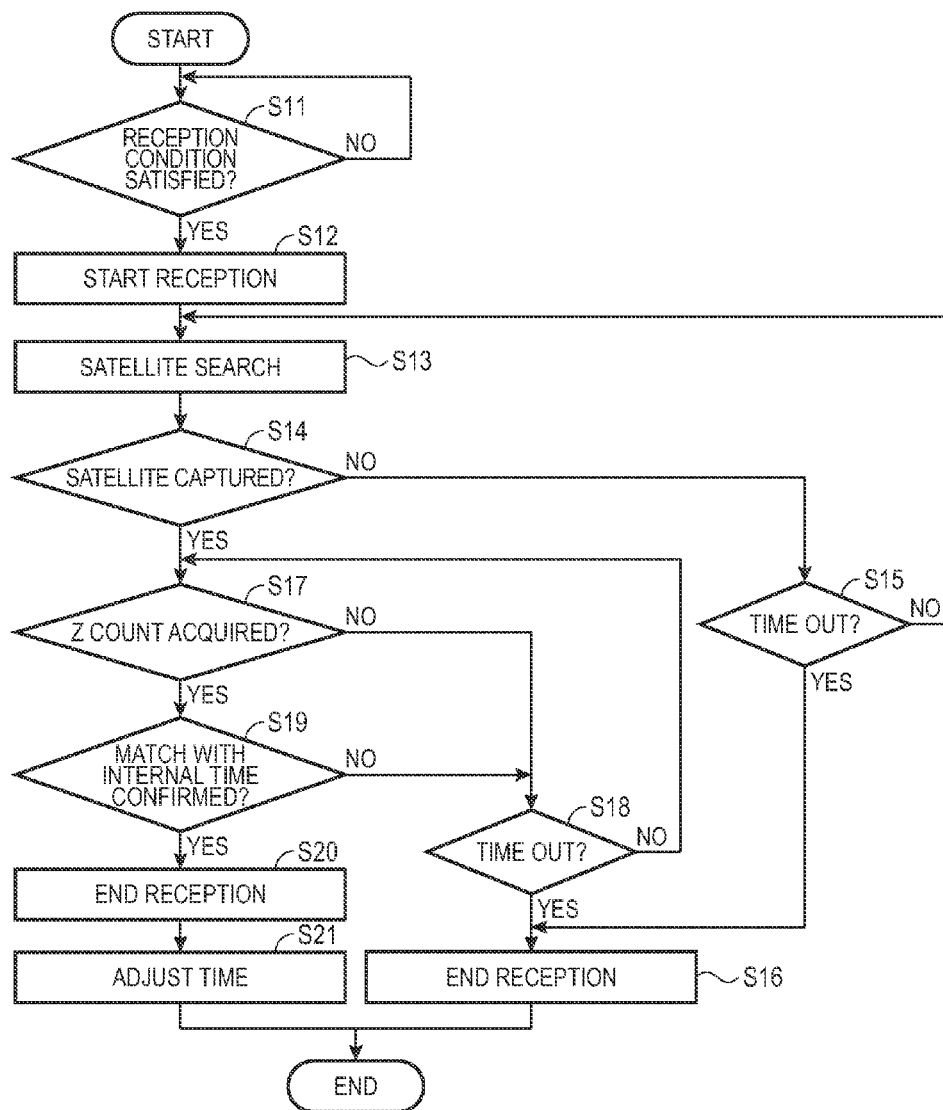 START
S11
RECEPTION
CONDITION
SATISFIED?
NO
YES
S12
START RECEPTION
SATELLITE SEARCH
S13
S14
SATELLITE CAPTURED?
NO
YES
S17
Z COUNT ACQUIRED?
NO
S15
TIME OUT?
NO
YES
YES
S19
MATCH WITH
INTERNAL TIME
CONFIRMED?
NO
S18
TIME OUT?
NO
YES
YES
S20
END RECEPTION
S21
ADJUST TIME
END RECEPTION
S16
END